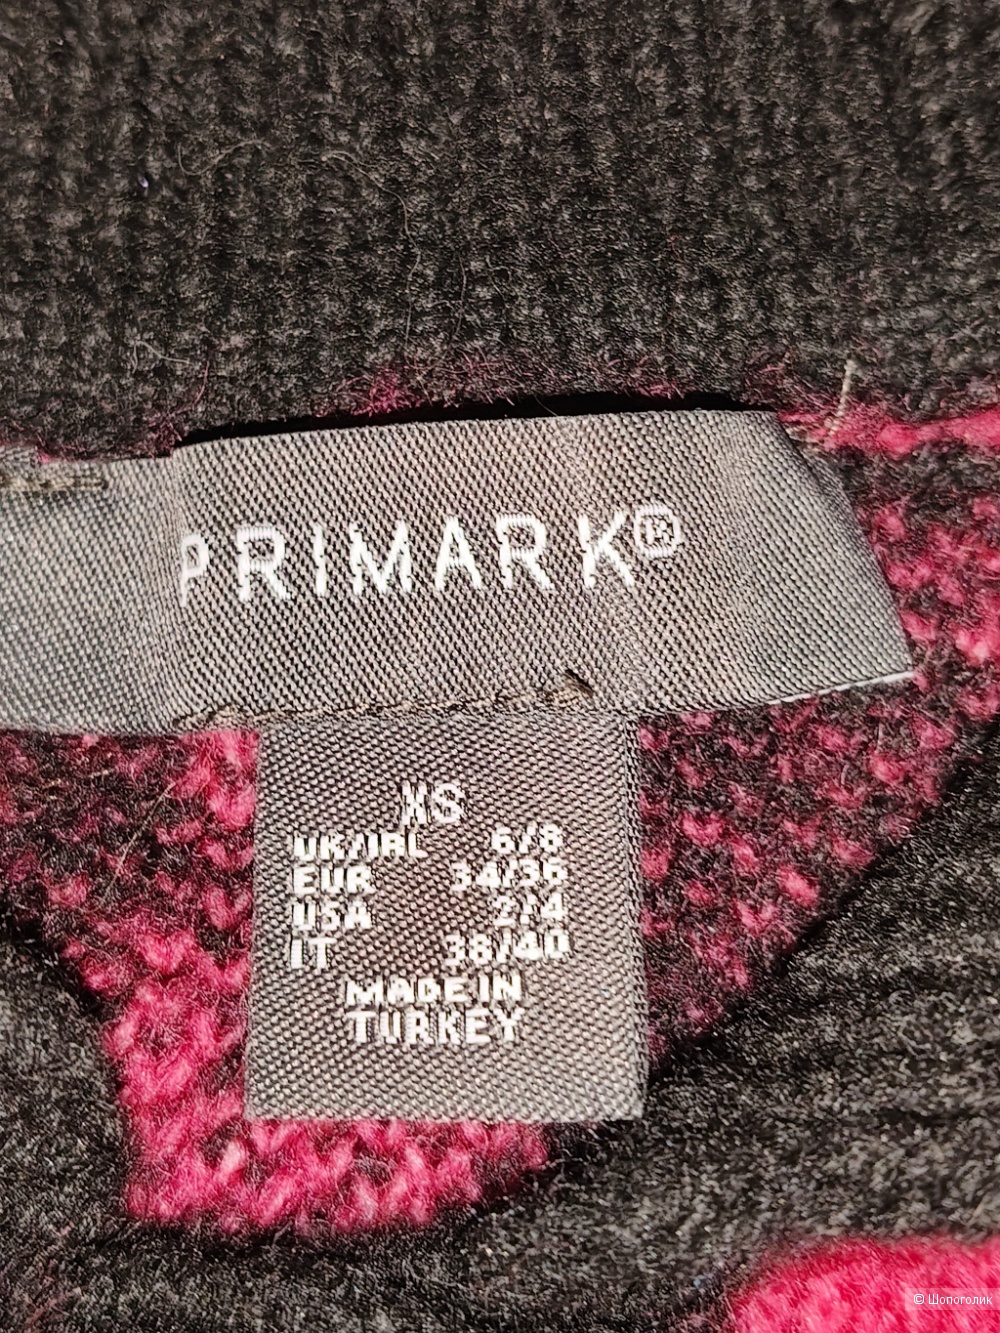 PRIMARK®
XS
UK/IRL 6/8
EUR 34/36
USA 2/4
IT 38/40
MADE IN
TURKEY
© Шопоголик